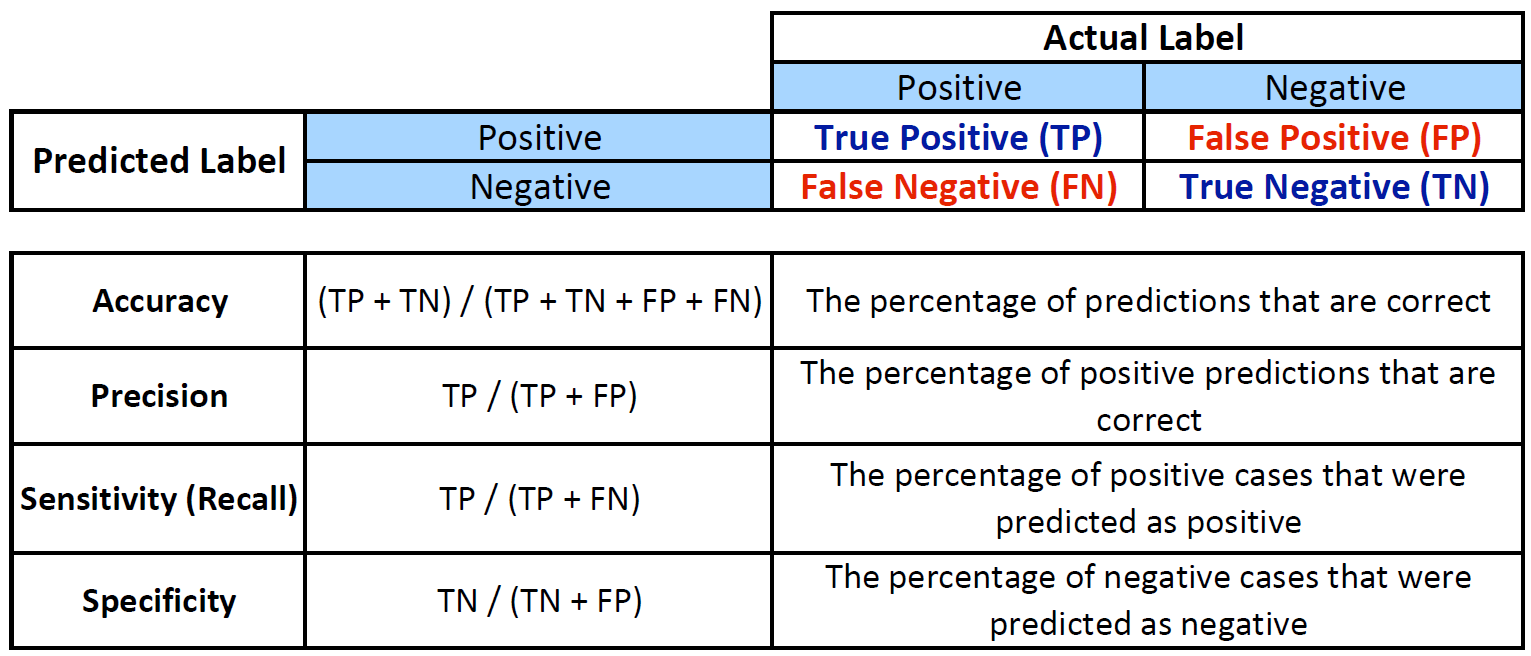 Actual Label
Positive Negative
Predicted Label Positive True Positive (TP) False Positive (FP)
Negative False Negative (FN) True Negative (TN)
Accuracy (TP + TN) / (TP + TN + FP + FN) The percentage of predictions that are correct
Precision TP / (TP + FP) The percentage of positive predictions that are
correct
Sensitivity (Recall) TP / (TP + FN) The percentage of positive cases that were
predicted as positive
Specificity TN / (TN + FP) The percentage of negative cases that were
predicted as negative